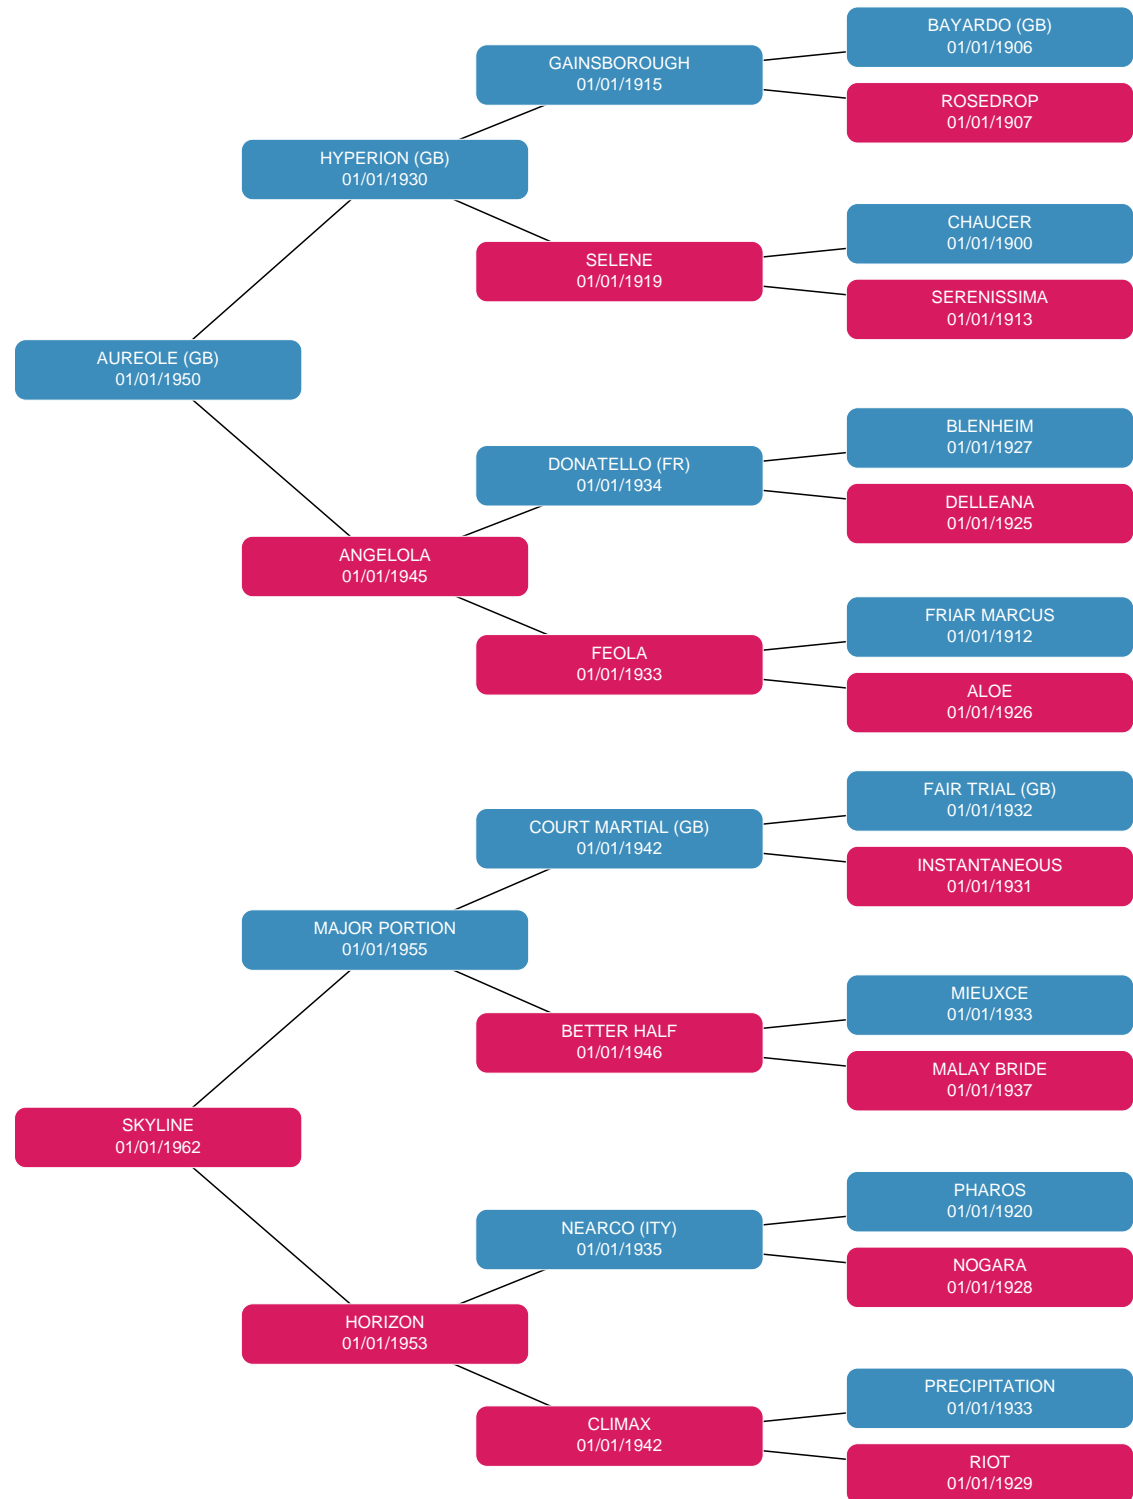 BAYARDO (GB)
01/01/1906
GAINSBOROUGH
01/01/1915
ROSEDROP
01/01/1907
HYPERION (GB)
01/01/1930
CHAUCER
01/01/1900
SELENE
01/01/1919
SERENISSIMA
01/01/1913
AUREOLE (GB)
01/01/1950
BLENHEIM
01/01/1927
DONATELLO (FR)
01/01/1934
DELLEANA
01/01/1925
ANGELOLA
01/01/1945
FRIAR MARCUS
01/01/1912
FEOLA
01/01/1933
ALOE
01/01/1926
FAIR TRIAL (GB)
01/01/1932
COURT MARTIAL (GB)
01/01/1942
INSTANTANEOUS
01/01/1931
MAJOR PORTION
01/01/1955
MIEUXCE
01/01/1933
BETTER HALF
01/01/1946
MALAY BRIDE
01/01/1937
SKYLINE
01/01/1962
PHAROS
01/01/1920
NEARCO (ITY)
01/01/1935
NOGARA
01/01/1928
HORIZON
01/01/1953
PRECIPITATION
01/01/1933
CLIMAX
01/01/1942
RIOT
01/01/1929